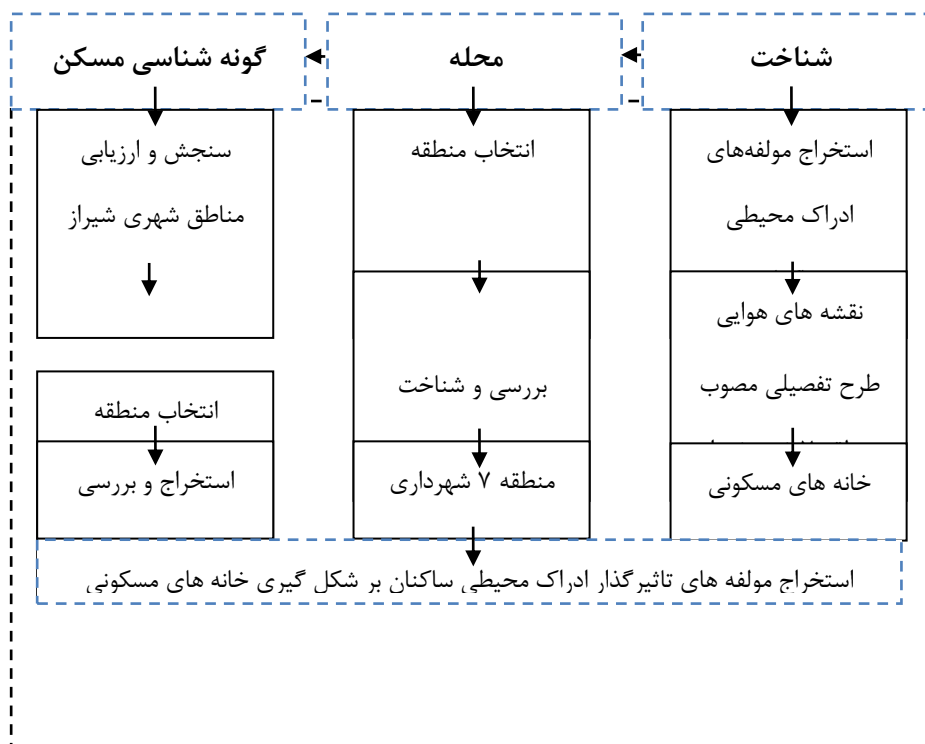 شناخت
محله
گونه شناسی مسکن
استخراج مولفه‌های
ادراک محیطی
نقشه های هوایی
طرح تفصیلی مصوب
خانه های مسکونی
انتخاب منطقه
بررسی و شناخت
منطقه ۷ شهرداری
سنجش و ارزیابی
مناطق شهری شیراز
انتخاب منطقه
استخراج و بررسی
استخراج مولفه های تاثیرگذار ادراک محیطی ساکنان بر شکل گیری خانه های مسکونی